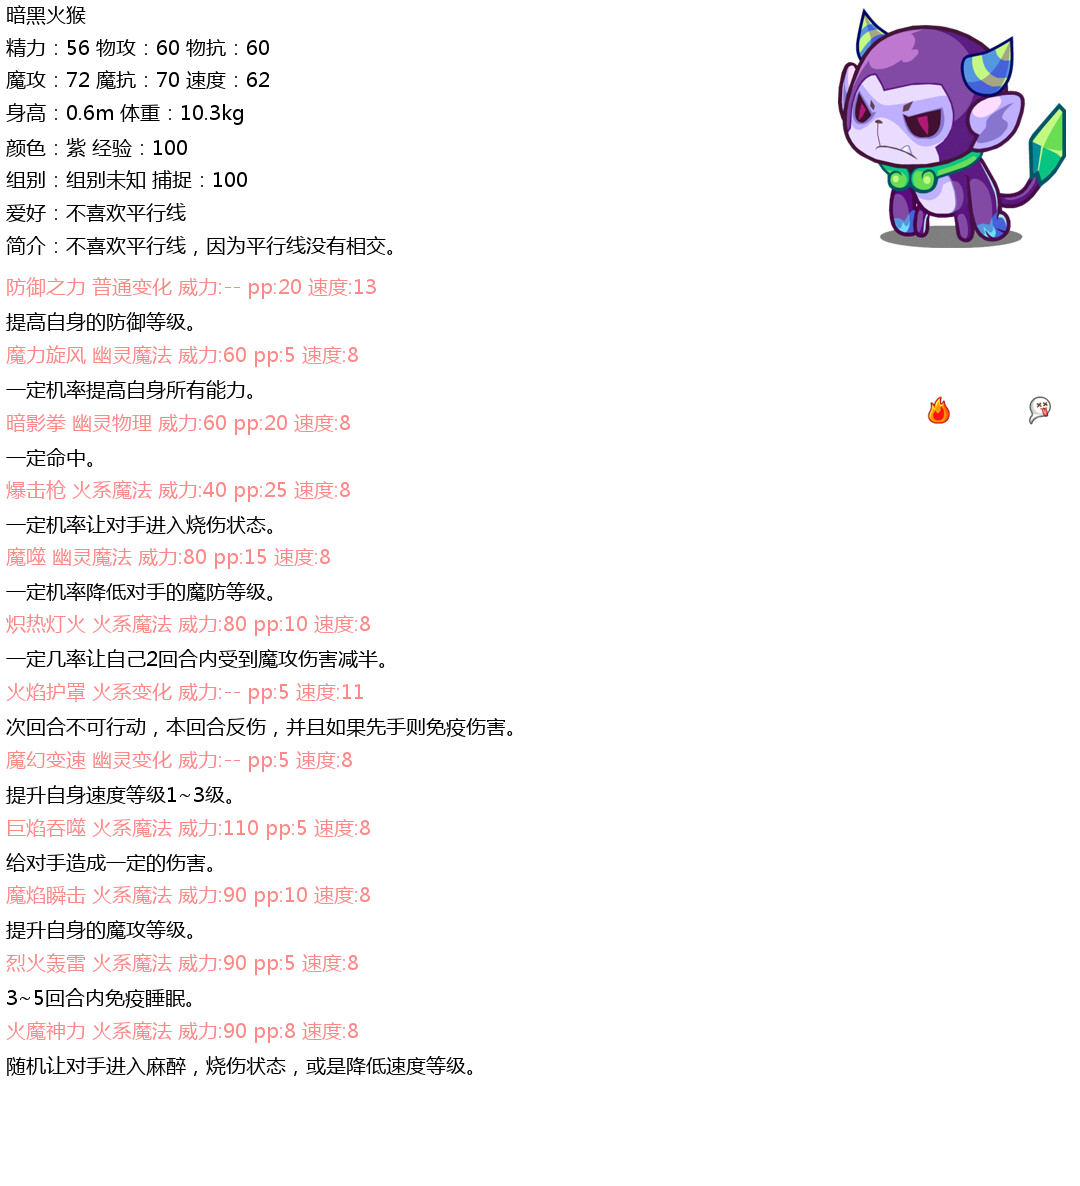 暗黑火猴
精力：56 物攻：60 物抗：60
魔攻：72 魔抗：70 速度：62
身高：0.6m 体重：10.3kg
颜色：紫 经验：100
组别：组别未知 捕捉：100
爱好：不喜欢平行线
简介：不喜欢平行线，因为平行线没有相交。
防御之力 普通变化 威力:-- pp:20 速度:13
提高自身的防御等级。
魔力旋风 幽灵魔法 威力:60 pp:5 速度:8
一定机率提高自身所有能力。
暗影拳 幽灵物理 威力:60 pp:20 速度:8
一定命中。
爆击枪 火系魔法 威力:40 pp:25 速度:8
一定机率让对手进入烧伤状态。
魔噬 幽灵魔法 威力:80 pp:15 速度:8
一定机率降低对手的魔防等级。
炽热灯火 火系魔法 威力:80 pp:10 速度:8
一定几率让自己2回合内受到魔攻伤害减半。
火焰护罩 火系变化 威力:-- pp:5 速度:11
次回合不可行动，本回合反伤，并且如果先手则免疫伤害。
魔幻变速 幽灵变化 威力:-- pp:5 速度:8
提升自身速度等级1~3级。
巨焰吞噬 火系魔法 威力:110 pp:5 速度:8
给对手造成一定的伤害。
魔焰瞬击 火系魔法 威力:90 pp:10 速度:8
提升自身的魔攻等级。
烈火轰雷 火系魔法 威力:90 pp:5 速度:8
3~5回合内免疫睡眠。
火魔神力 火系魔法 威力:90 pp:8 速度:8
随机让对手进入麻醉，烧伤状态，或是降低速度等级。